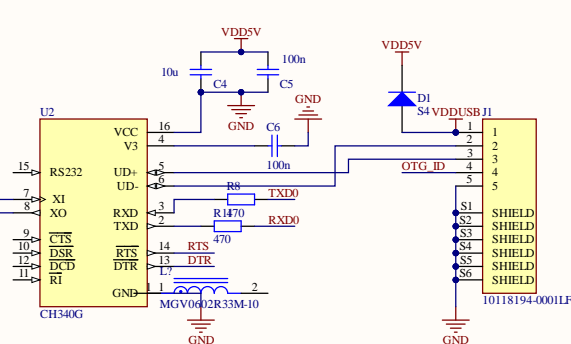 VDD5V
10u
C4
100n
C5
GND
GND
VDD5V
D1
S4
VDDUSB
J1
U2
VCC
16
V3
4
C6
100n
15
RS232
UD+
5
UD-
6
7
XI
8
XO
RXD
3
R8
TXD0
TXD
2
R1
470
RXD0
470
9
CTS
10
DSR
RTS
14
RTS
12
DCD
DTR
13
DTR
11
RI
L?
GND
1
1
2
MGV0602R33M-10
CH340G
GND
1
1
2
2
3
3
OTG_ID
4
4
5
5
S1
SHIELD
S2
SHIELD
S3
SHIELD
S4
SHIELD
S5
SHIELD
S6
SHIELD
10118194-0001LF
GND